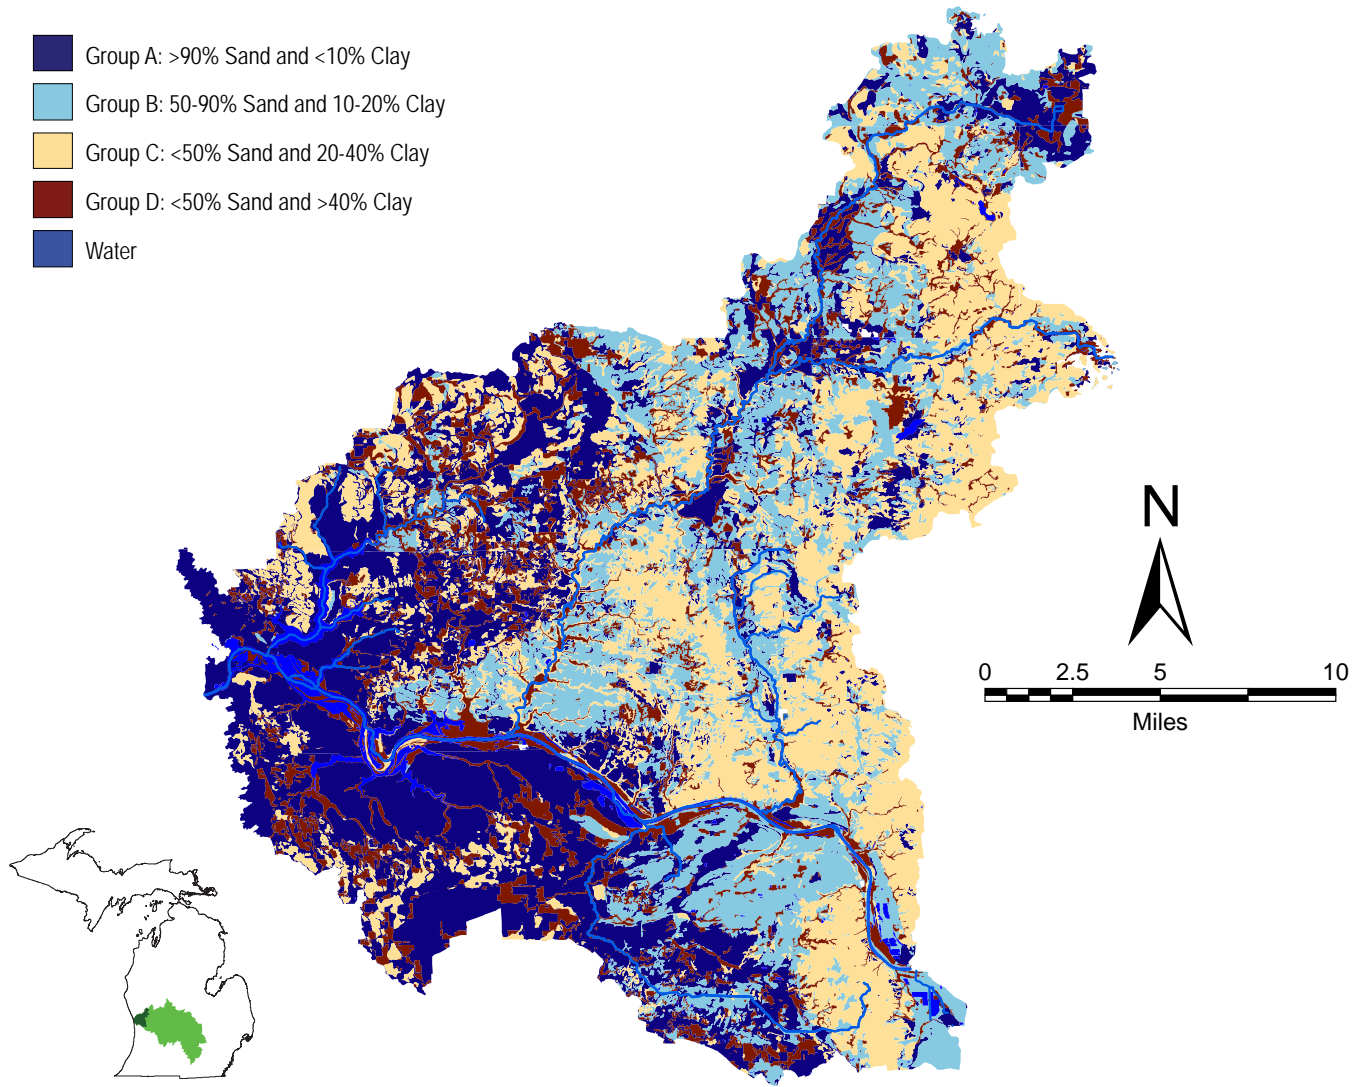 Group A: >90% Sand and <10% Clay
Group B: 50-90% Sand and 10-20% Clay
Group C: <50% Sand and 20-40% Clay
Group D: <50% Sand and >40% Clay
Water
N
0 2.5 5 10
Miles